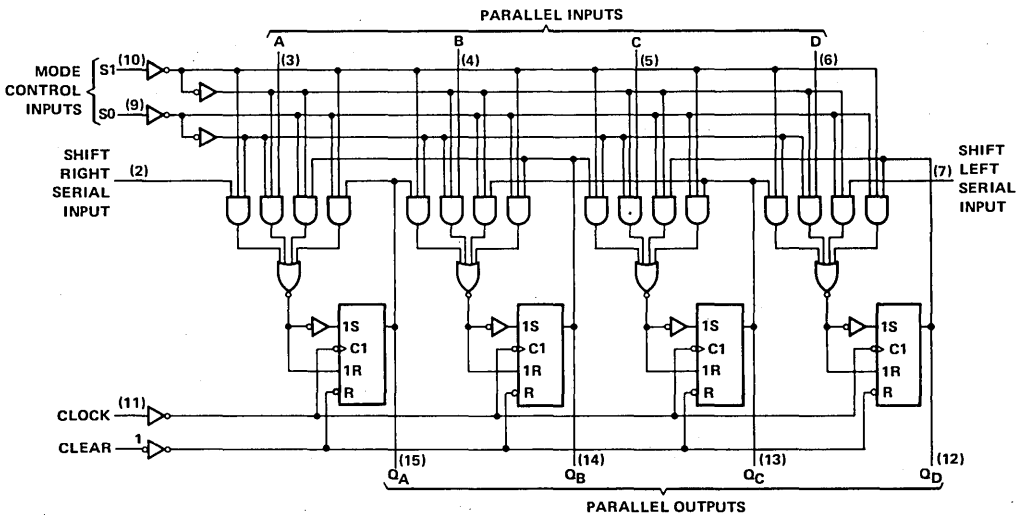 PARALLEL INPUTS
A B C D
(3) (4) (5) (6)
MODE
CONTROL
INPUTS
S1 (10)
S0 (9)
SHIFT
RIGHT
SERIAL
INPUT
(2)
(7)
SHIFT
LEFT
SERIAL
INPUT
1S 1S 1S 1S
C1 C1 C1 C1
1R 1R 1R 1R
R R R R
CLOCK (11)
CLEAR 1
(15) (14) (13) (12)
QA QB QC QD
PARALLEL OUTPUTS